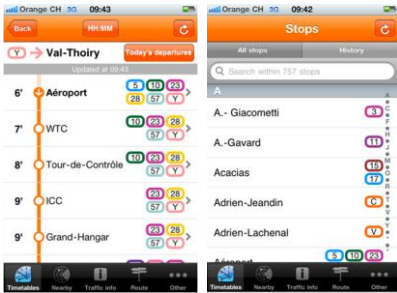 Orange CH 3G 09:43
Back HH:MM
Y Val-Thoiry Today's departures
Updated at 09:43
6' Aéroport 5 10 23
28 57 Y
7' WTC 10 23 28
57 Y
8' Tour-de-Contrôle 10 23 28
57 Y
9' ICC 23 28
57 Y
9' Grand-Hangar 23 28
57 Y
Timetables Nearby Traffic info Route Other
Orange CH 3G 09:42
Stops
All stops History
Search within 757 stops
A
A.- Giacometti 3
A.-Gavard 11
Acacias 15
17
Adrien-Jeandin C
Adrien-Lachenal V
Aéroport 5 10 23
Timetables Nearby Traffic info Route Other